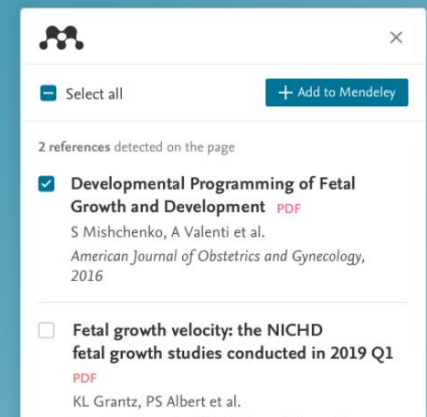 Select all
+ Add to Mendeley
2 references detected on the page
Developmental Programming of Fetal
Growth and Development PDF
S Mishchenko, A Valenti et al.
American Journal of Obstetrics and Gynecology,
2016
Fetal growth velocity: the NICHD
fetal growth studies conducted in 2019 Q1
PDF
KL Grantz, PS Albert et al.